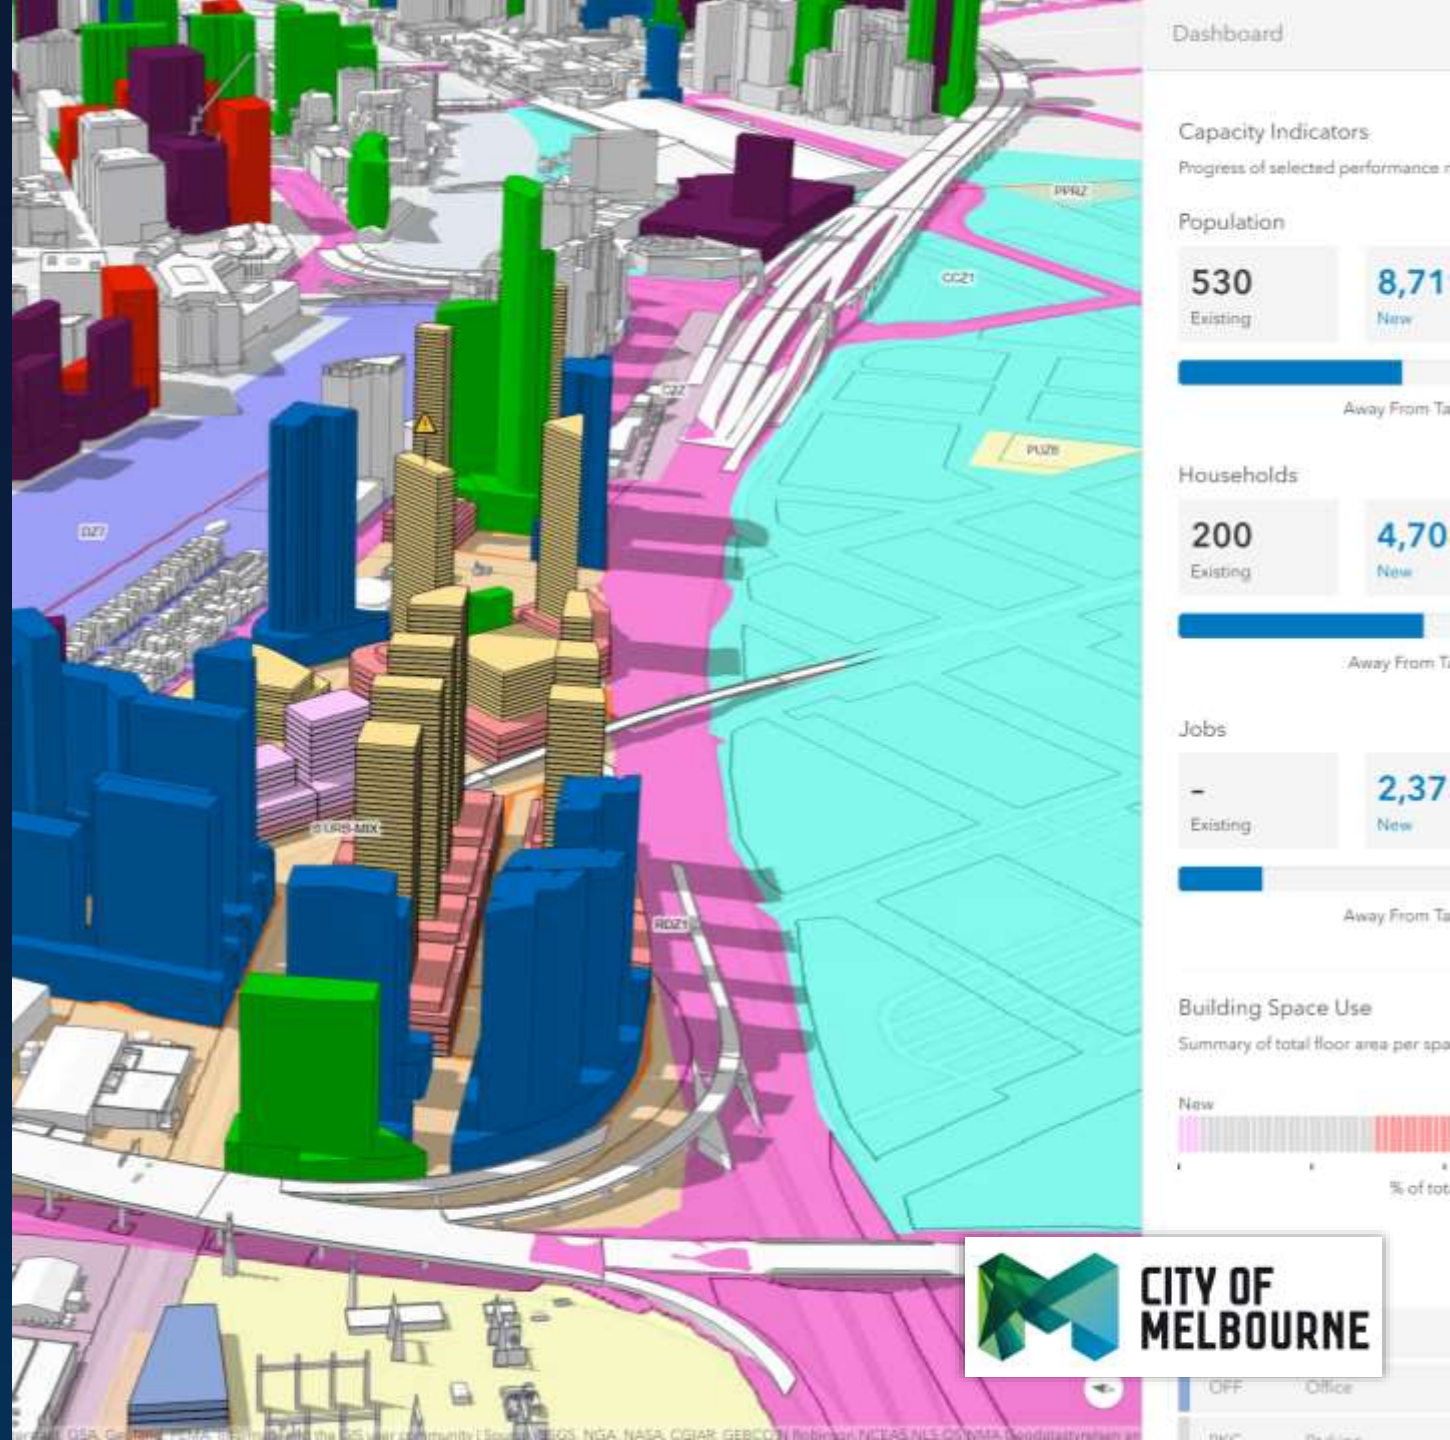 Dashboard
Capacity Indicators
Progress of selected performance
Population
530
Existing
8,71
New
Away From Ta
Households
200
Existing
4,70
New
Away From Ta
Jobs
-
Existing
2,37
New
Away From Ta
Building Space Use
Summary of total floor area per spa
New
% of tot
OFF Office
PKG Parking
PPRZ
CCZ1
C2Z
DZ7
RDZ1
CITY OF
MELBOURNE